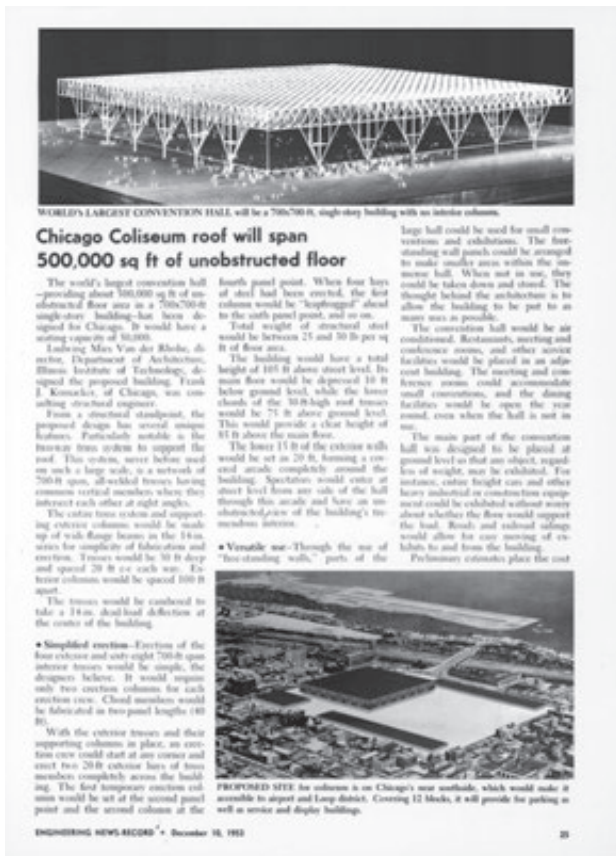 WORLD'S LARGEST CONVENTION HALL will be a 700x700-ft, single-story building with no interior columns.
Chicago Coliseum roof will span
500,000 sq ft of unobstructed floor
The world's largest convention hall
—providing about 500,000 sq ft of un-
obstructed floor area in a 700x700-ft
single-story building—has been de-
signed for Chicago. It would have a
seating capacity of 50,000.
Ludwig Mies Van der Rhohe, di-
rector, Department of Architecture,
Illinois Institute of Technology, de-
signed the proposed building. Frank
J. Kornacker, of Chicago, was con-
sulting structural engineer.
From a structural standpoint, the
proposed design has several unique
features. Particularly notable is the
two-way truss system to support the
roof. This system, never before used
on such a large scale, is a network of
700-ft span, all-welded trusses having
common vertical members where they
intersect each other at right angles.
The entire truss system and support-
ing exterior columns would be made
up of wide-flange beams in the 14-in.
series for simplicity of fabrication and
erection. Trusses would be 30 ft deep
and spaced 20 ft c-c each way. Ex-
terior columns would be spaced 100 ft
apart.
The trusses would be cambered to
take a 14-in. dead-load deflection at
the center of the building.
• Simplified erection—Erection of the
four exterior and sixty-eight 700-ft span
interior trusses would be simple, the
designers believe. It would require
only two erection columns for each
erection crew. Chord members would
be fabricated in two-panel lengths (40
ft).
With the exterior trusses and their
supporting columns in place, an erec-
tion crew could start at any corner and
erect two 20-ft exterior bays of truss
members completely across the build-
ing. The first temporary erection col-
umn would be set at the second panel
point and the second column at the
fourth panel point. When four bays
of steel had been erected, the first
column would be "leapfrogged" ahead
to the sixth panel point, and so on.
Total weight of structural steel
would be between 25 and 30 lb per sq
ft of floor area.
The building would have a total
height of 105 ft above street level. Its
main floor would be depressed 10 ft
below ground level, while the lower
chords of the 30-ft-high roof trusses
would be 75 ft above ground level.
This would provide a clear height of
85 ft above the main floor.
The lower 15 ft of the exterior walls
would be set in 20 ft, forming a cov-
ered arcade completely around the
building. Spectators would enter at
street level from any side of the hall
through this arcade and have an un-
obstructed view of the building's tre-
mendous interior.
• Versatile use—Through the use of
"free-standing walls," parts of the
large hall could be used for small con-
ventions and exhibitions. The free-
standing wall panels could be arranged
to make smaller areas within the im-
mense hall. When not in use, they
could be taken down and stored. The
thought behind the architecture is to
allow the building to be put to as
many uses as possible.
The convention hall would be air
conditioned. Restaurants, meeting and
conference rooms, and other service
facilities would be placed in an adja-
cent building. The meeting and con-
ference rooms could accommodate
small conventions, and the dining
facilities would be open the year
round, even when the hall is not in
use.
The main part of the convention
hall was designed to be placed at
ground level so that any object, regard-
less of weight, may be exhibited. For
instance, entire freight cars and other
heavy industrial or construction equip-
ment could be exhibited without worry
about whether the floor would support
the load. Roads and railroad sidings
would allow for easy moving of ex-
hibits to and from the building.
Preliminary estimates place the cost
PROPOSED SITE for coliseum is on Chicago's near southside, which would make it
accessible to airport and Loop district. Covering 12 blocks, it will provide for parking as
well as service and display buildings.
ENGINEERING NEWS-RECORD • December 10, 1953
25